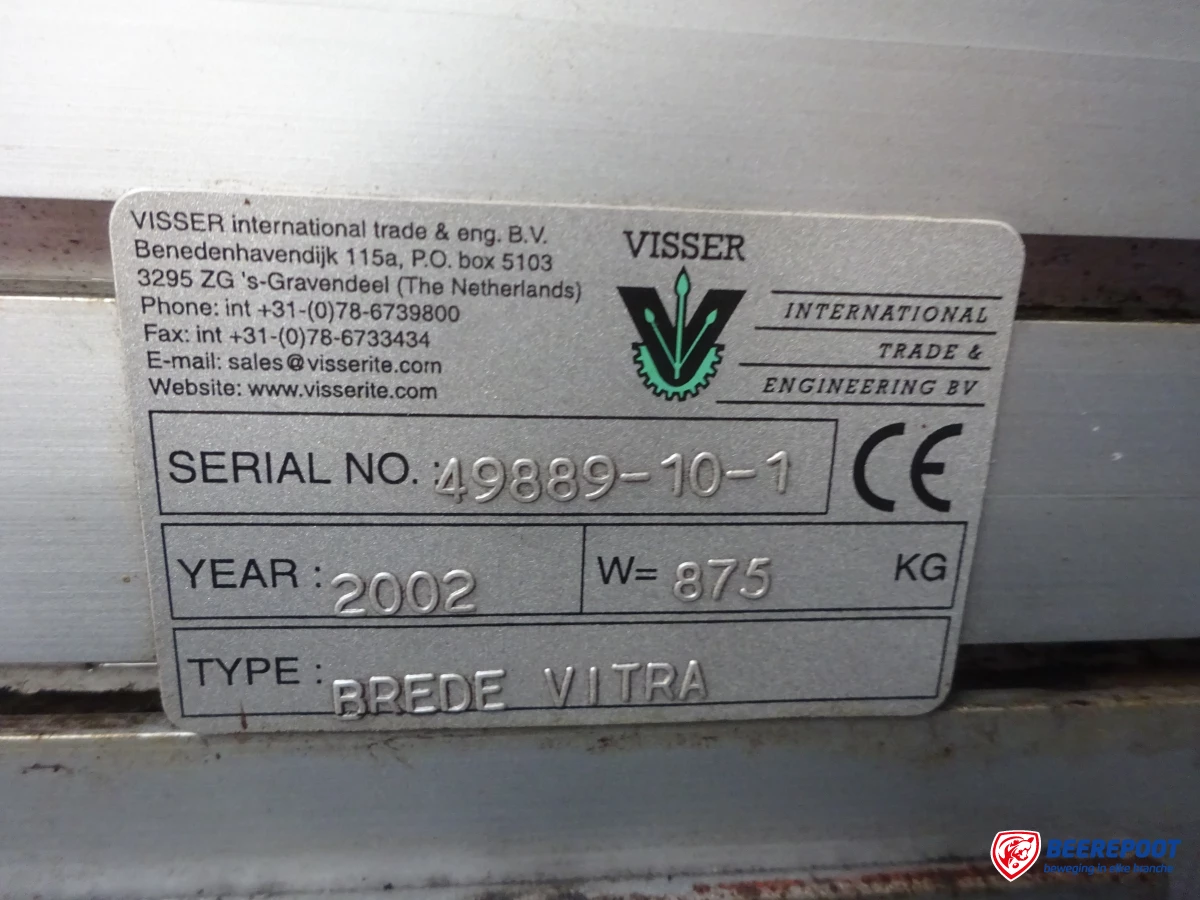 VISSER international trade & eng. B.V.
Benedenhavendijk 115a, P.O. box 5103
3295 ZG 's-Gravendeel (The Netherlands)
Phone: int +31-(0)78-6739800
Fax: int +31-(0)78-6733434
E-mail: sales@visserite.com
Website: www.visserite.com
VISSER
INTERNATIONAL
TRADE &
ENGINEERING BV
SERIAL NO. : 49889-10-1
CE
YEAR : 2002
W= 875 KG
TYPE : BREDE VITRA
BEEREPOOT
beweging in elke branche